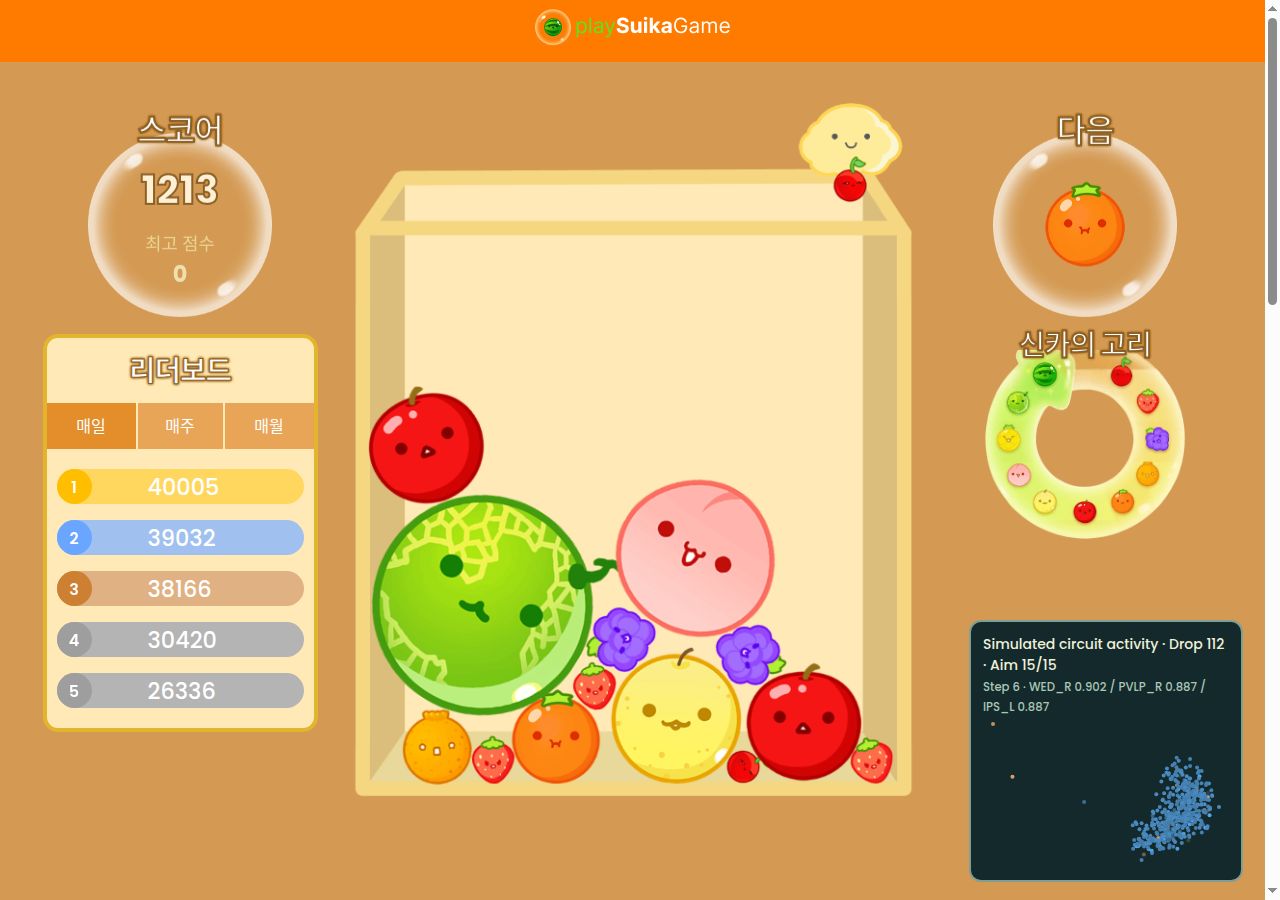 playSuikaGame
스코어
1213
최고 점수
0
다음
리더보드
매일
매주
매월
1
40005
2
39032
3
38166
4
30420
5
26336
신카의 고리
Simulated circuit activity · Drop 112
· Aim 15/15
Step 6 · WED_R 0.902 / PVLP_R 0.887 /
IPS_L 0.887